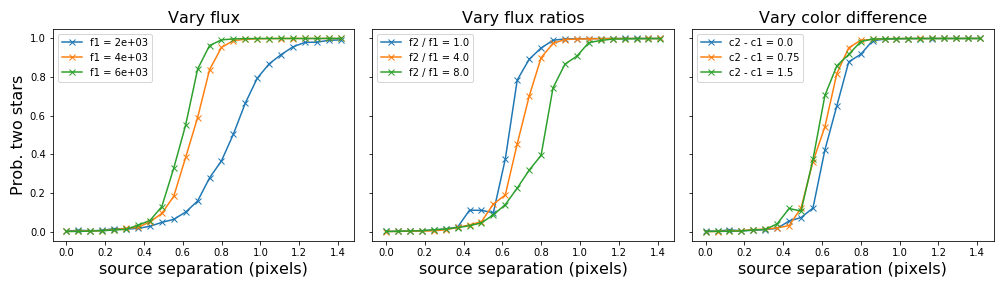 Vary flux
Prob. two stars
1.0
0.8
0.6
0.4
0.2
0.0
f1 = 2e+03
f1 = 4e+03
f1 = 6e+03
0.0 0.2 0.4 0.6 0.8 1.0 1.2 1.4
source separation (pixels)
Vary flux ratios
f2 / f1 = 1.0
f2 / f1 = 4.0
f2 / f1 = 8.0
0.0 0.2 0.4 0.6 0.8 1.0 1.2 1.4
source separation (pixels)
Vary color difference
c2 - c1 = 0.0
c2 - c1 = 0.75
c2 - c1 = 1.5
0.0 0.2 0.4 0.6 0.8 1.0 1.2 1.4
source separation (pixels)